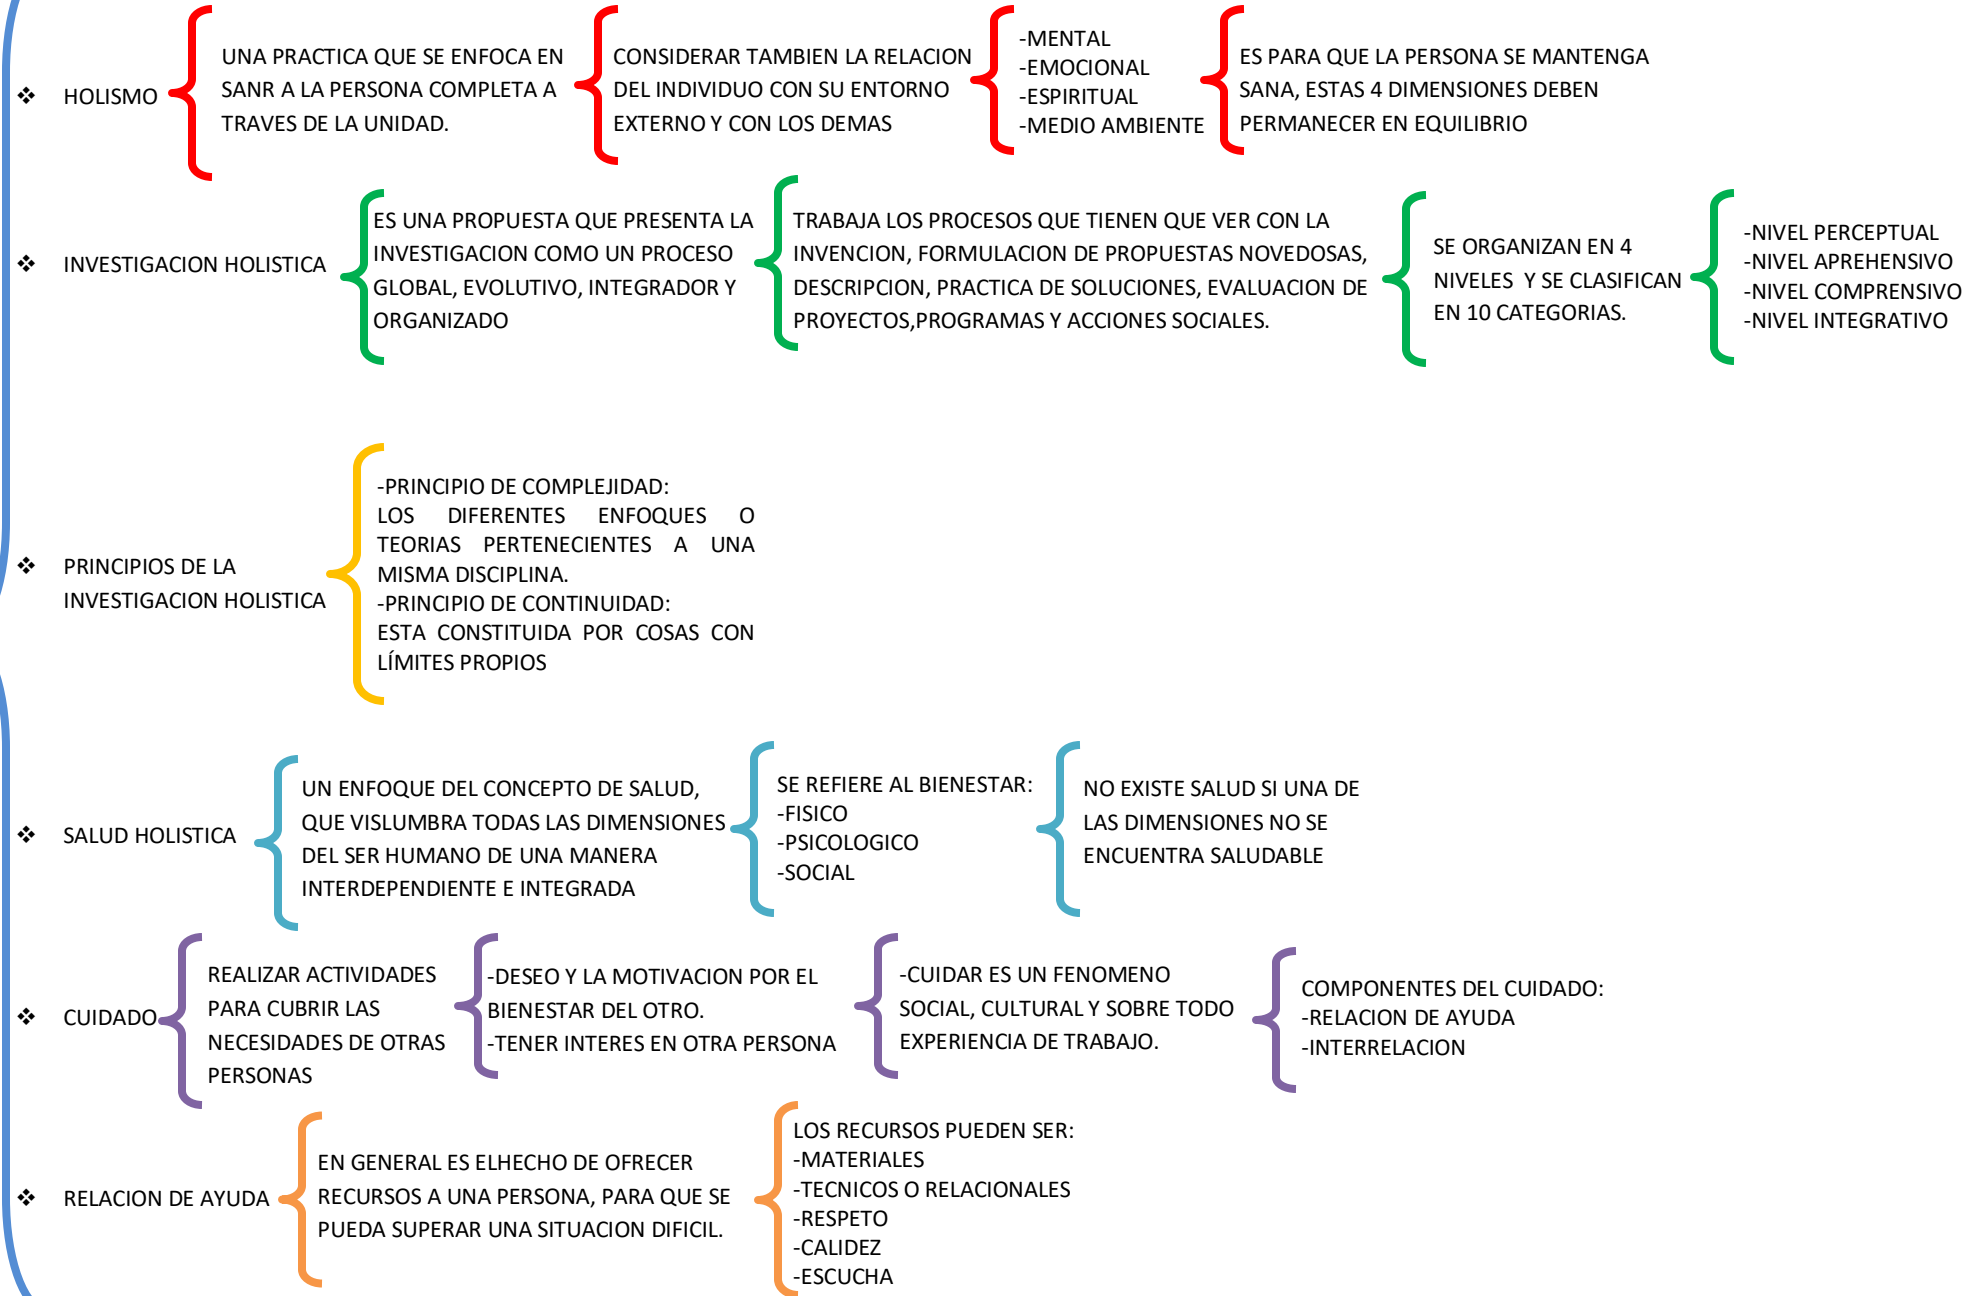 ❖ HOLISMO
UNA PRACTICA QUE SE ENFOCA EN
SANR A LA PERSONA COMPLETA A
TRAVES DE LA UNIDAD.
CONSIDERAR TAMBIEN LA RELACION
DEL INDIVIDUO CON SU ENTORNO
EXTERNO Y CON LOS DEMAS
-MENTAL
-EMOCIONAL
-ESPIRITUAL
-MEDIO AMBIENTE
ES PARA QUE LA PERSONA SE MANTENGA
SANA, ESTAS 4 DIMENSIONES DEBEN
PERMANECER EN EQUILIBRIO
❖ INVESTIGACION HOLISTICA
ES UNA PROPUESTA QUE PRESENTA LA
INVESTIGACION COMO UN PROCESO
GLOBAL, EVOLUTIVO, INTEGRADOR Y
ORGANIZADO
TRABAJA LOS PROCESOS QUE TIENEN QUE VER CON LA
INVENCION, FORMULACION DE PROPUESTAS NOVEDOSAS,
DESCRIPCION, PRACTICA DE SOLUCIONES, EVALUACION DE
PROYECTOS,PROGRAMAS Y ACCIONES SOCIALES.
SE ORGANIZAN EN 4
NIVELES Y SE CLASIFICAN
EN 10 CATEGORIAS.
-NIVEL PERCEPTUAL
-NIVEL APREHENSIVO
-NIVEL COMPRENSIVO
-NIVEL INTEGRATIVO
❖ PRINCIPIOS DE LA
INVESTIGACION HOLISTICA
-PRINCIPIO DE COMPLEJIDAD:
LOS DIFERENTES ENFOQUES O
TEORIAS PERTENECIENTES A UNA
MISMA DISCIPLINA.
-PRINCIPIO DE CONTINUIDAD:
ESTA CONSTITUIDA POR COSAS CON
LÍMITES PROPIOS
❖ SALUD HOLISTICA
UN ENFOQUE DEL CONCEPTO DE SALUD,
QUE VISLUMBRA TODAS LAS DIMENSIONES
DEL SER HUMANO DE UNA MANERA
INTERDEPENDIENTE E INTEGRADA
SE REFIERE AL BIENESTAR:
-FISICO
-PSICOLOGICO
-SOCIAL
NO EXISTE SALUD SI UNA DE
LAS DIMENSIONES NO SE
ENCUENTRA SALUDABLE
❖ CUIDADO
REALIZAR ACTIVIDADES
PARA CUBRIR LAS
NECESIDADES DE OTRAS
PERSONAS
-DESEO Y LA MOTIVACION POR EL
BIENESTAR DEL OTRO.
-TENER INTERES EN OTRA PERSONA
-CUIDAR ES UN FENOMENO
SOCIAL, CULTURAL Y SOBRE TODO
EXPERIENCIA DE TRABAJO.
COMPONENTES DEL CUIDADO:
-RELACION DE AYUDA
-INTERRELACION
❖ RELACION DE AYUDA
EN GENERAL ES ELHECHO DE OFRECER
RECURSOS A UNA PERSONA, PARA QUE SE
PUEDA SUPERAR UNA SITUACION DIFICIL.
LOS RECURSOS PUEDEN SER:
-MATERIALES
-TECNICOS O RELACIONALES
-RESPETO
-CALIDEZ
-ESCUCHA